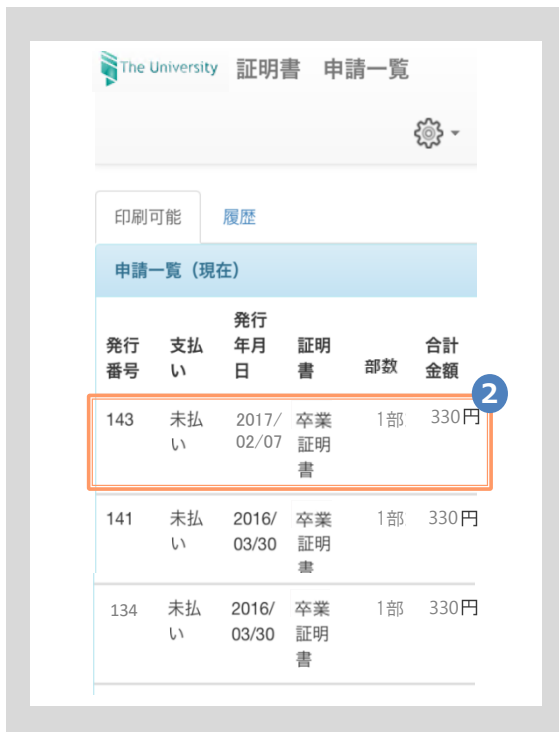 The University 証明書 申請一覧
印刷可能 履歴
申請一覧（現在）
発行番号 支払い 発行年月日 証明書 部数 合計金額
2
143 未払い 2017/02/07 卒業証明書 1部 330円
141 未払い 2016/03/30 卒業証明書 1部 330円
134 未払い 2016/03/30 卒業証明書 1部 330円